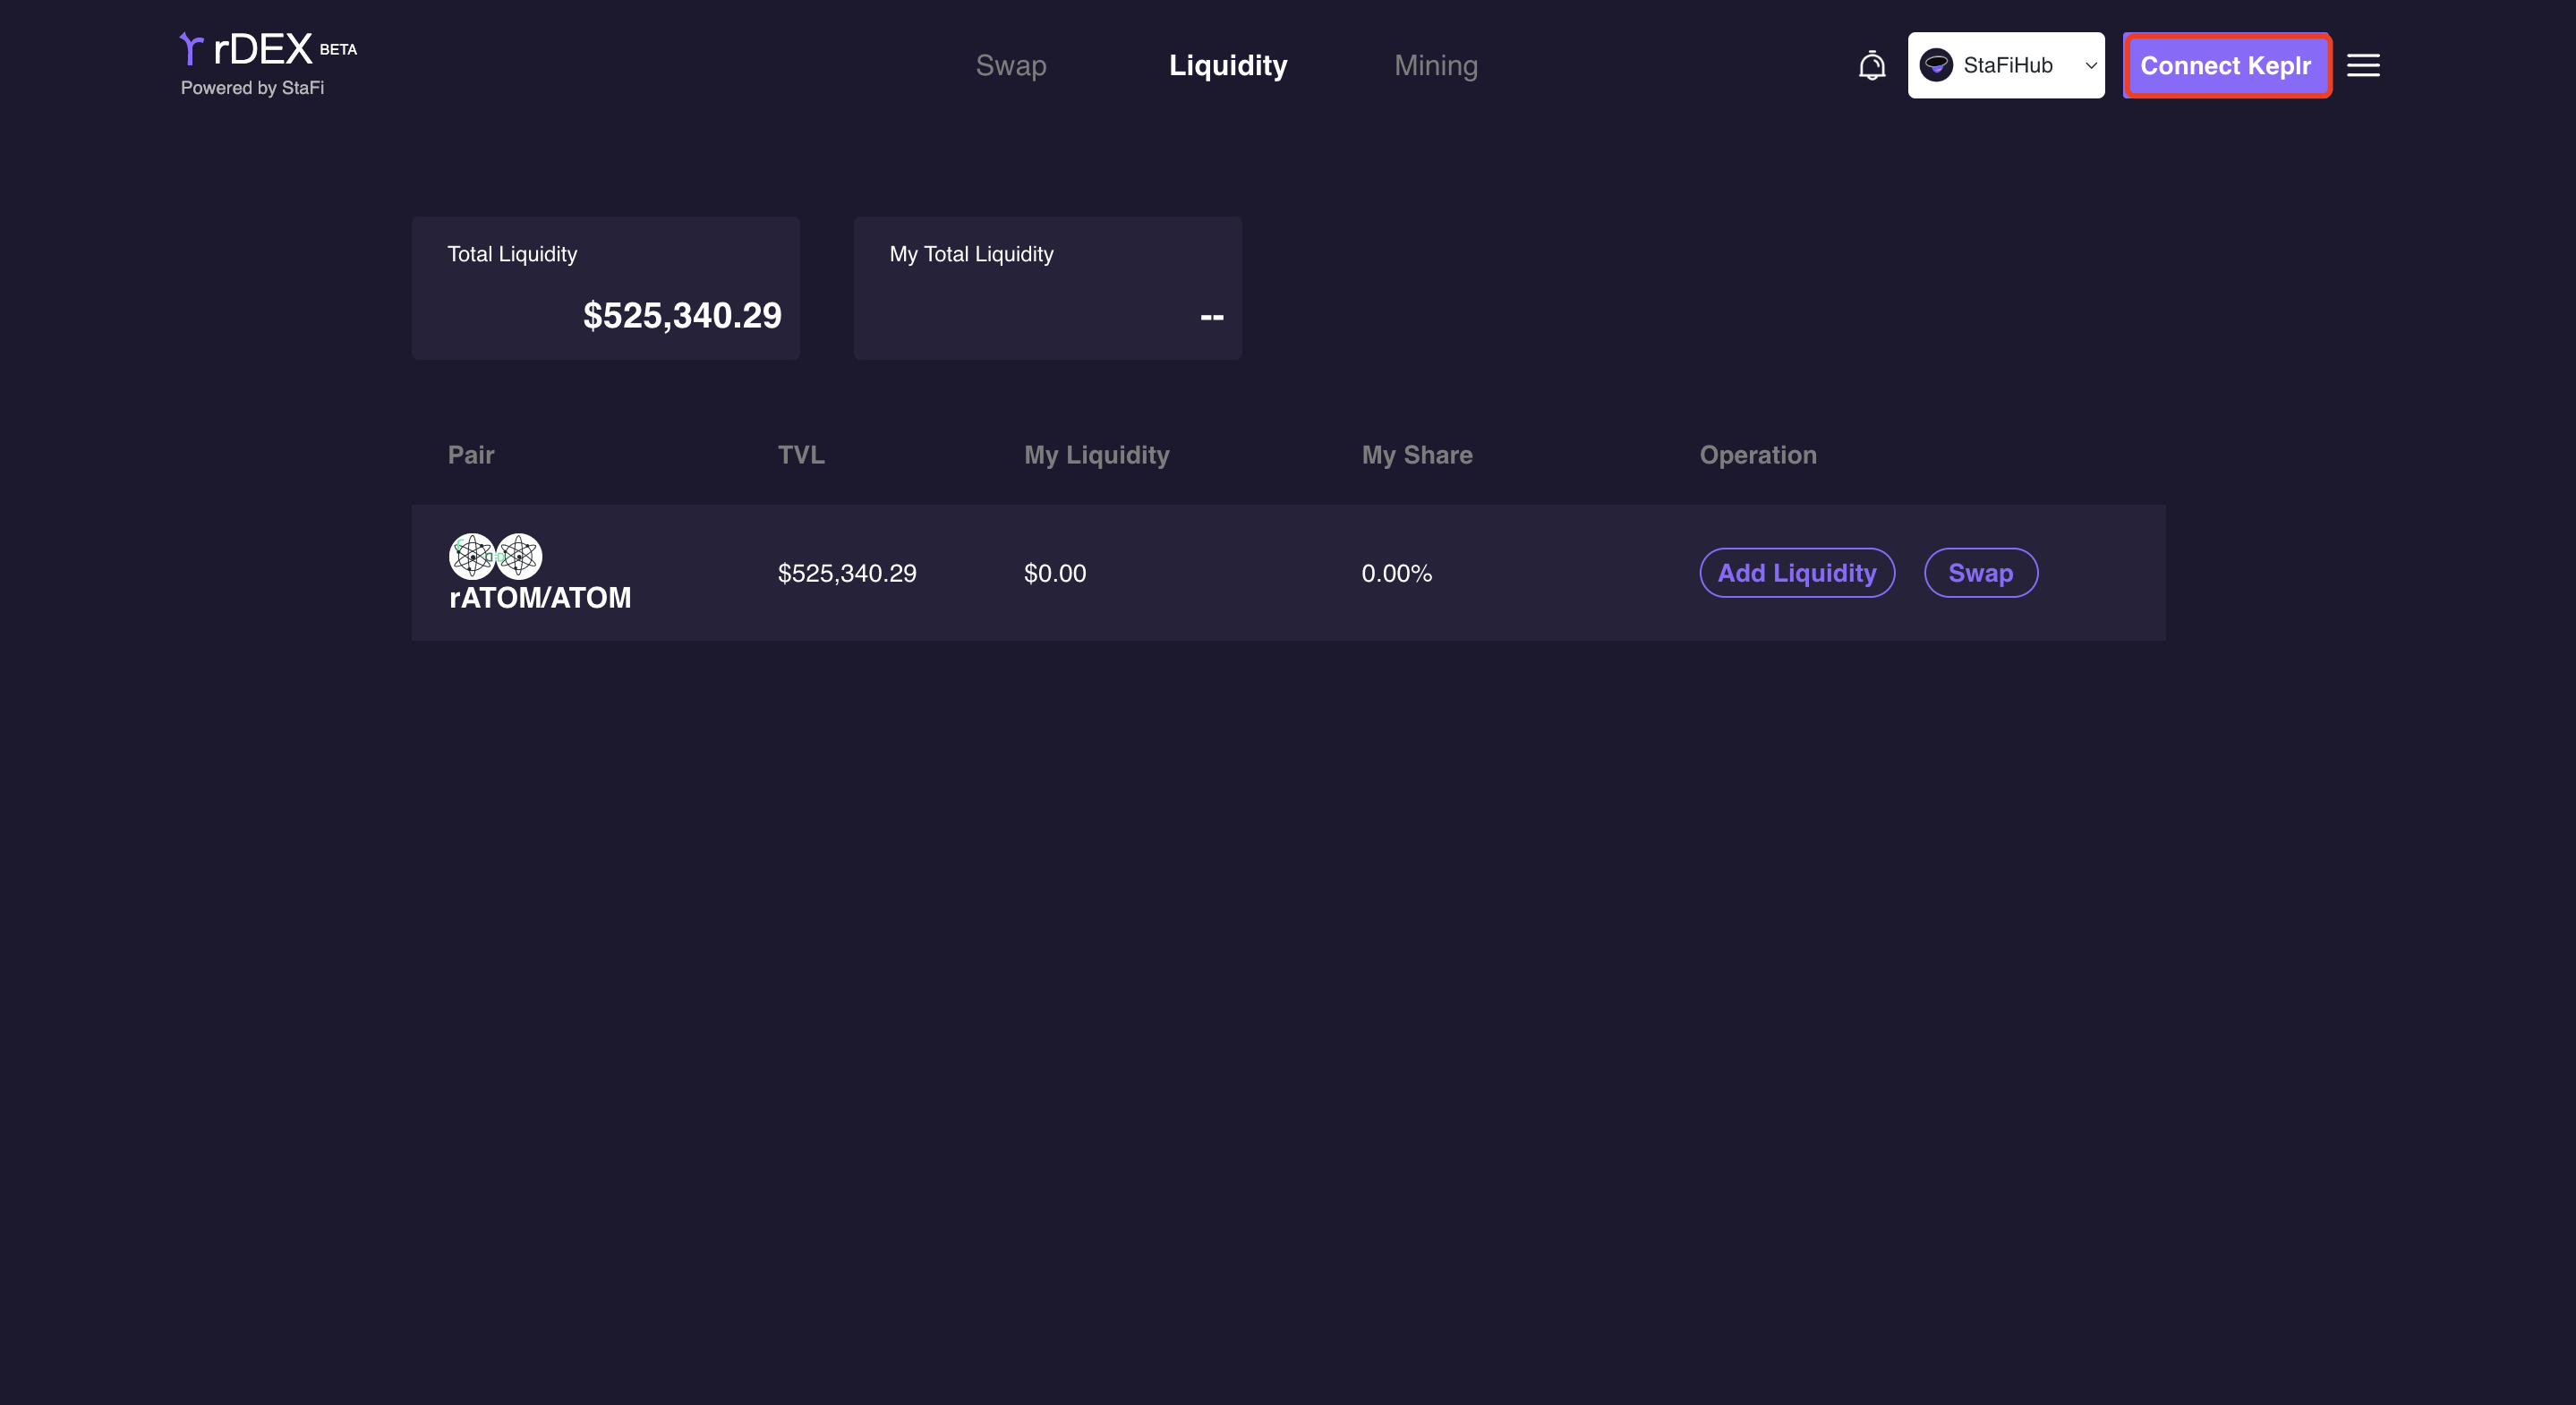 rDEX BETA
Powered by StaFi
Swap
Liquidity
Mining
StaFiHub
Connect Keplr
Total Liquidity
$525,340.29
My Total Liquidity
--
Pair
TVL
My Liquidity
My Share
Operation
rATOM/ATOM
$525,340.29
$0.00
0.00%
Add Liquidity
Swap